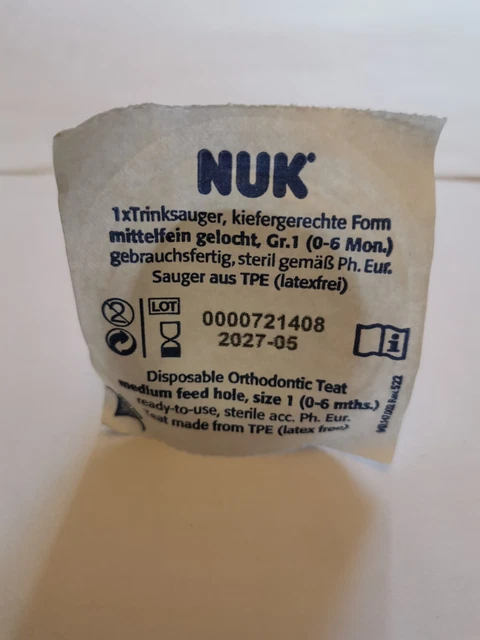 NUK®
1xTrinksauger, kiefergerechte Form
mittelfein gelocht, Gr.1 (0-6 Mon.)
gebrauchsfertig, steril gemäß Ph. Eur.
Sauger aus TPE (latexfrei)
2
LOT
0000721408
2027-05
i
Disposable Orthodontic Teat
medium feed hole, size 1 (0-6 mths.)
ready-to-use, sterile acc. Ph. Eur.
Teat made from TPE (latex free)